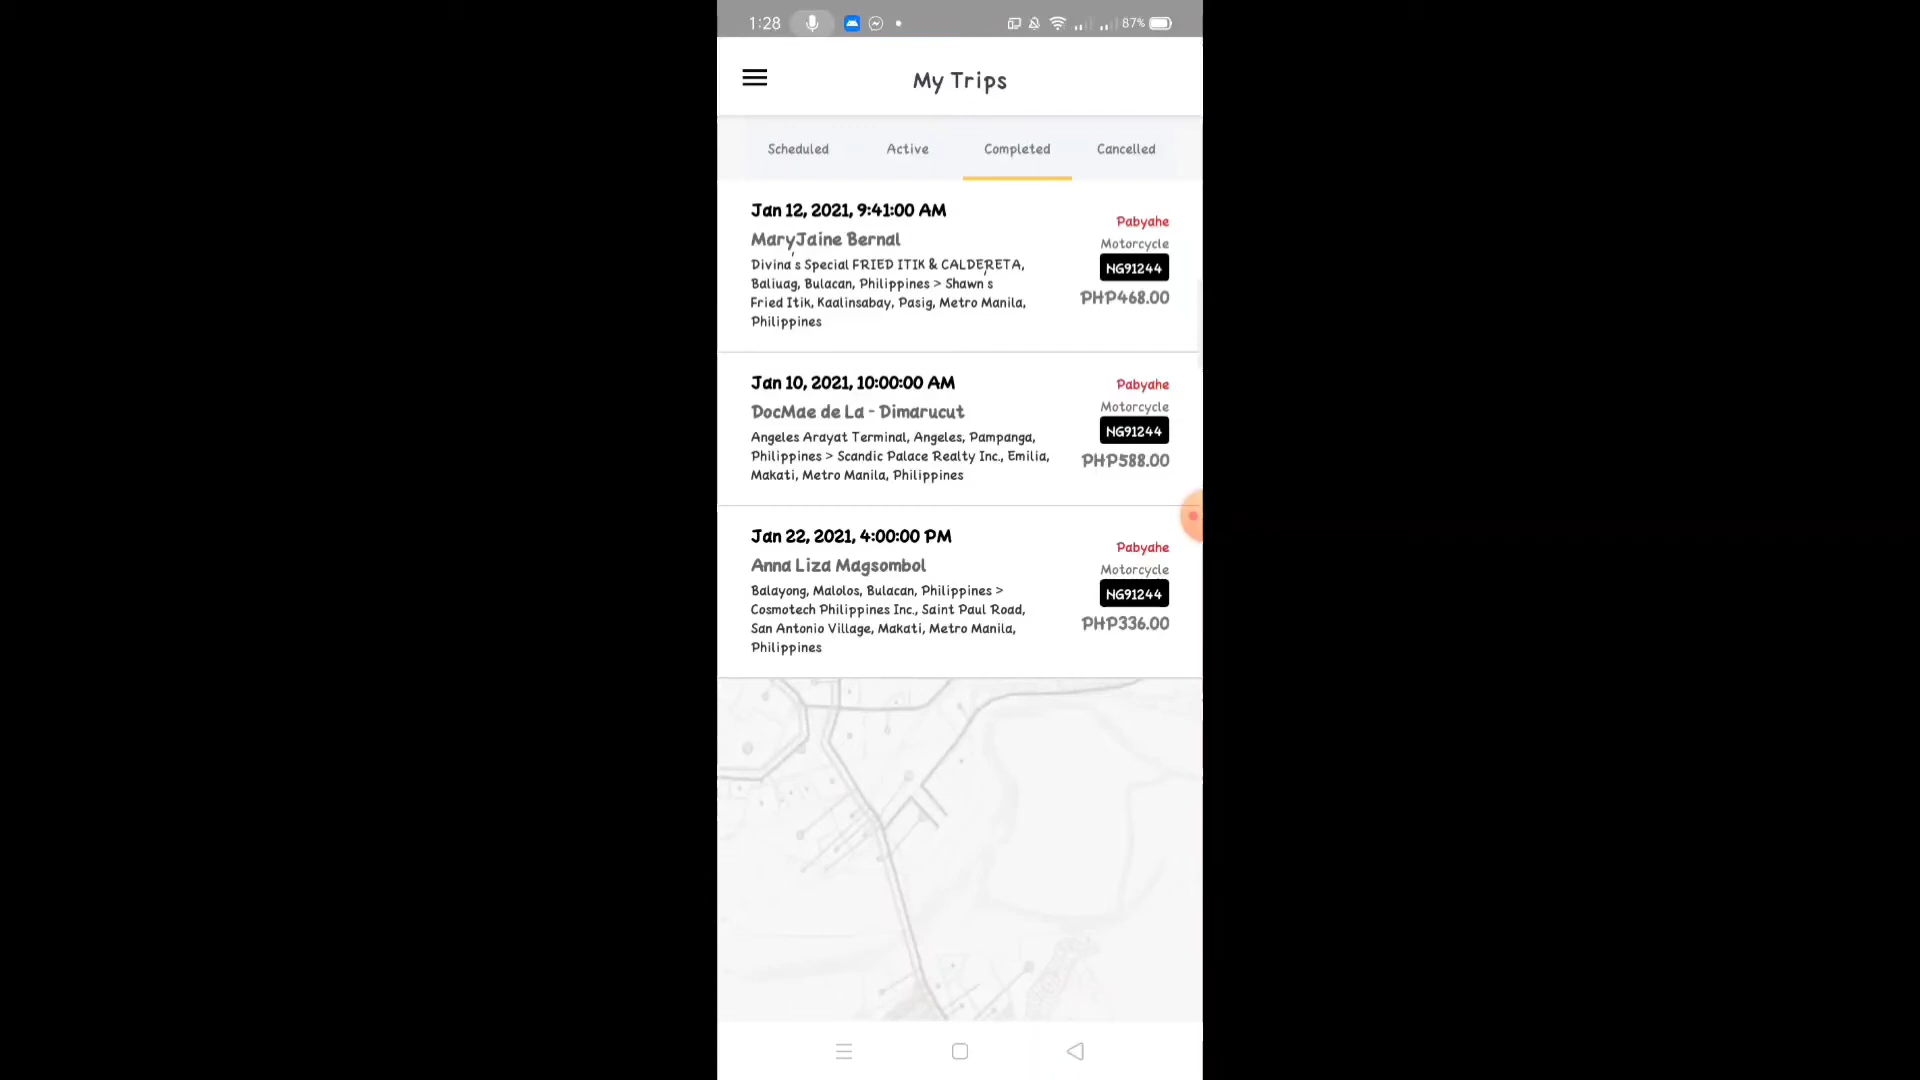 1:28
87%
My Trips
Scheduled
Active
Completed
Cancelled
Jan 12, 2021, 9:41:00 AM
MaryJaine Bernal
Divina's Special FRIED ITIK & CALDERETA,
Baliuag, Bulacan, Philippines > Shawn's
Fried Itik, Kaalinsabay, Pasig, Metro Manila,
Philippines
Pabyahe
Motorcycle
NG91244
PHP468.00
Jan 10, 2021, 10:00:00 AM
DocMae de La - Dimarucut
Angeles Arayat Terminal, Angeles, Pampanga,
Philippines > Scandic Palace Realty Inc., Emilia,
Makati, Metro Manila, Philippines
Pabyahe
Motorcycle
NG91244
PHP588.00
Jan 22, 2021, 4:00:00 PM
Anna Liza Magsombol
Balayong, Malolos, Bulacan, Philippines >
Cosmotech Philippines Inc., Saint Paul Road,
San Antonio Village, Makati, Metro Manila,
Philippines
Pabyahe
Motorcycle
NG91244
PHP336.00